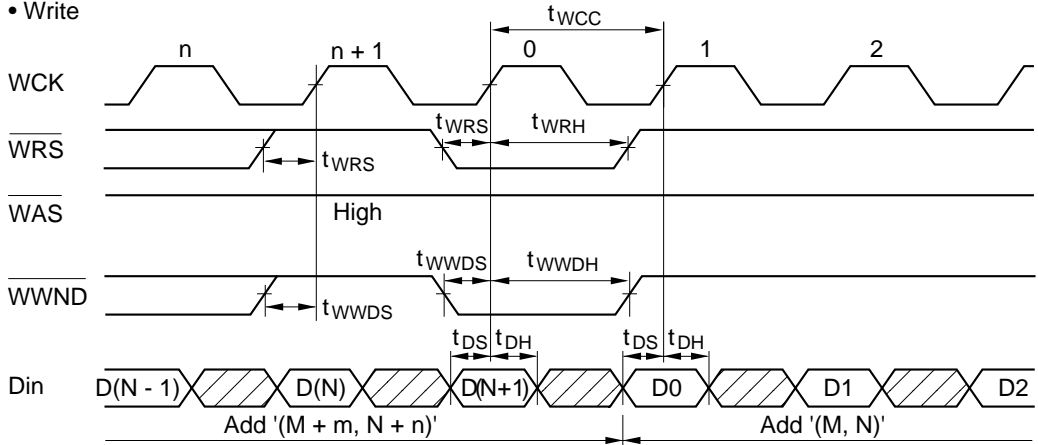 • Write
tWCC
n
n + 1
0
1
2
WCK
tWRS
tWRH
WRS
tWRS
WAS
High
tWWDS
tWWDH
WWND
tWWDS
tDS
tDH
tDS
tDH
Din
D(N - 1)
D(N)
D(N+1)
D0
D1
D2
Add '(M + m, N + n)'
Add '(M, N)'